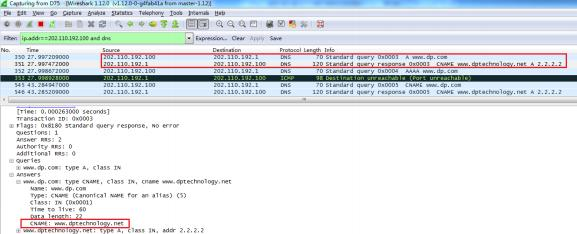 Capturing from D75 [Wireshark 1.12.0 (v1.12.0-0-g4fab41a from master-1.12)]
File Edit View Go Capture Analyze Statistics Telephony Tools Internals Help
Filter: ip.addr==202.110.192.100 and dns Expression... Clear Apply Save
No. Time Source Destination Protocol Length Info
350 27.997209000 202.110.192.100 202.110.192.1 DNS 70 Standard query 0x0003 A www.dp.com
351 27.997472000 202.110.192.1 202.110.192.100 DNS 120 Standard query response 0x0003 CNAME www.dptechnology.net A 2.2.2.2
352 27.998672000 202.110.192.100 202.110.192.1 DNS 70 Standard query 0x0004 AAAA www.dp.com
353 27.998928000 202.110.192.1 202.110.192.100 ICMP 98 Destination unreachable (Port unreachable)
545 43.284947000 202.110.192.100 202.110.192.1 DNS 70 Standard query 0x0005 A www.dp.com
546 43.285209000 202.110.192.1 202.110.192.100 DNS 120 Standard query response 0x0005 CNAME www.dptechnology.net A 2.2.2.2
[Time: 0.000263000 seconds]
Transaction ID: 0x0003
Flags: 0x8180 Standard query response, No error
Questions: 1
Answer RRs: 2
Authority RRs: 0
Additional RRs: 0
Queries
www.dp.com: type A, class IN
Answers
www.dp.com: type CNAME, class IN, cname www.dptechnology.net
Name: www.dp.com
Type: CNAME (Canonical NAME for an alias) (5)
Class: IN (0x0001)
Time to live: 60
Data length: 22
CNAME: www.dptechnology.net
www.dptechnology.net: type A, class IN, addr 2.2.2.2